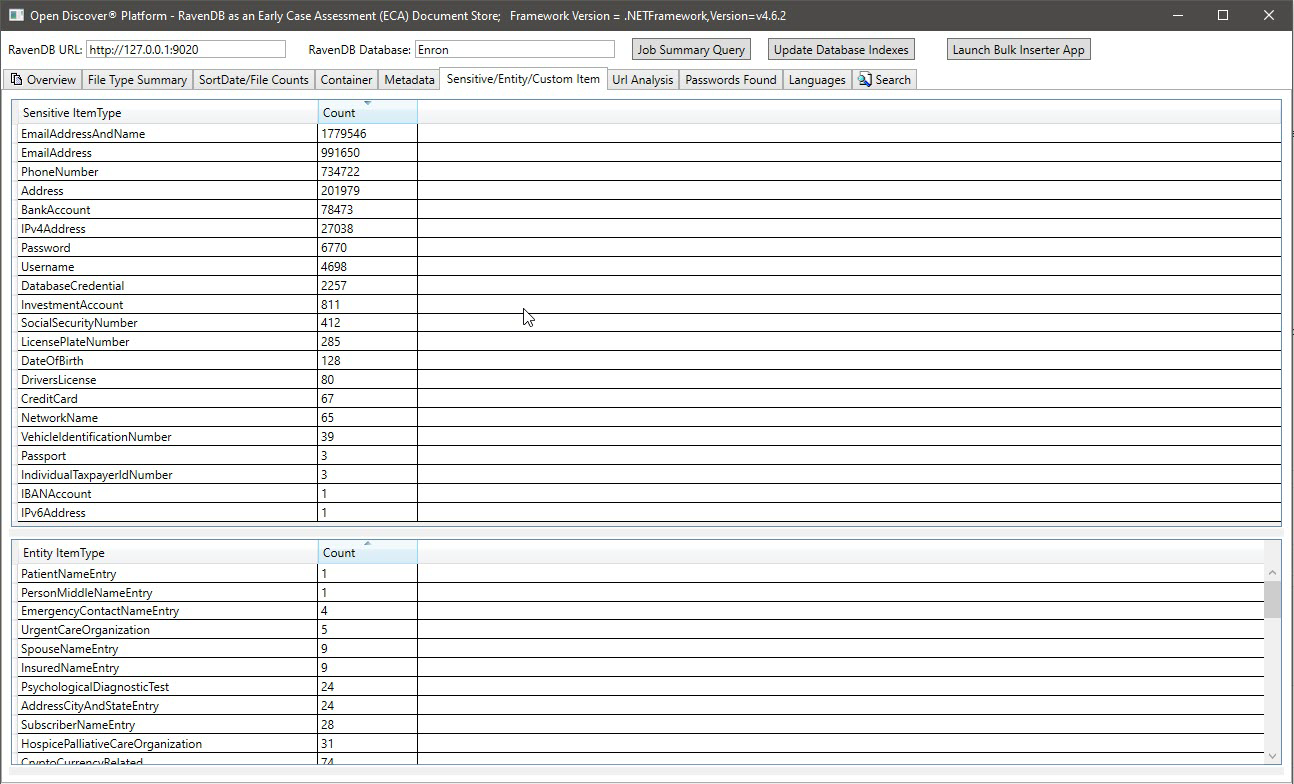 Open Discover® Platform - RavenDB as an Early Case Assessment (ECA) Document Store;   Framework Version = .NETFramework,Version=v4.6.2
RavenDB URL: http://127.0.0.1:9020 RavenDB Database: Enron Job Summary Query Update Database Indexes Launch Bulk Inserter App
Overview File Type Summary SortDate/File Counts Container Metadata Sensitive/Entity/Custom Item Url Analysis Passwords Found Languages Search
Sensitive ItemType Count
EmailAddressAndName 1779546
EmailAddress 991650
PhoneNumber 734722
Address 201979
BankAccount 78473
IPv4Address 27038
Password 6770
Username 4698
DatabaseCredential 2257
InvestmentAccount 811
SocialSecurityNumber 412
LicensePlateNumber 285
DateOfBirth 128
DriversLicense 80
CreditCard 67
NetworkName 65
VehicleIdentificationNumber 39
Passport 3
IndividualTaxpayerIdNumber 3
IBANAccount 1
IPv6Address 1
Entity ItemType Count
PatientNameEntry 1
PersonMiddleNameEntry 1
EmergencyContactNameEntry 4
UrgentCareOrganization 5
SpouseNameEntry 9
InsuredNameEntry 9
PsychologicalDiagnosticTest 24
AddressCityAndStateEntry 24
SubscriberNameEntry 28
HospicePalliativeCareOrganization 31
CryptoCurrencyRelated 74